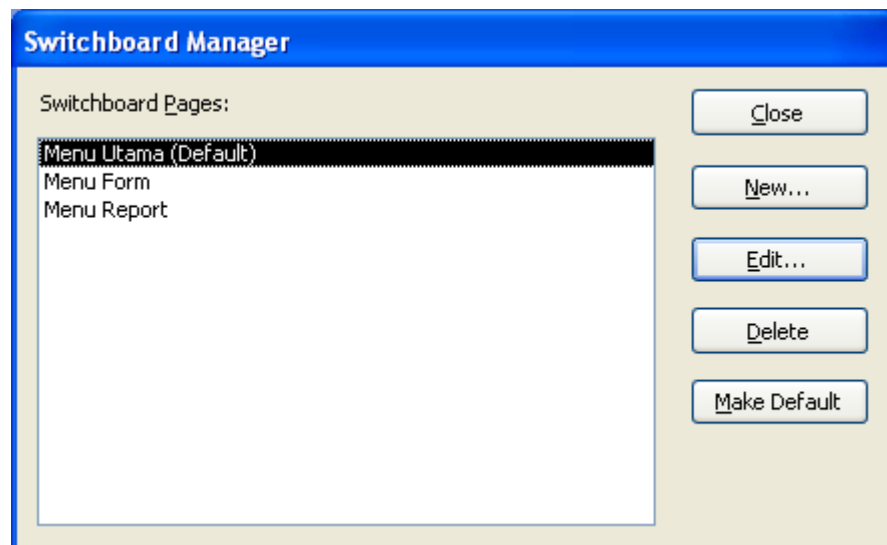 Switchboard Manager
Switchboard Pages:
Menu Utama (Default)
Menu Form
Menu Report
Close
New...
Edit...
Delete
Make Default